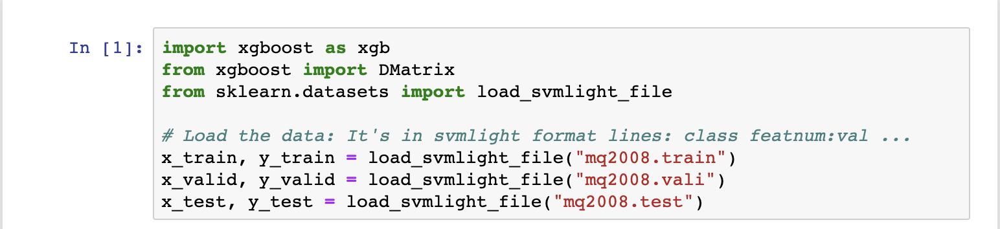 In [1]: import xgboost as xgb
from xgboost import DMatrix
from sklearn.datasets import load_svmlight_file
# Load the data: It's in svmlight format lines: class featnum:val ...
x_train, y_train = load_svmlight_file("mq2008.train")
x_valid, y_valid = load_svmlight_file("mq2008.vali")
x_test, y_test = load_svmlight_file("mq2008.test")